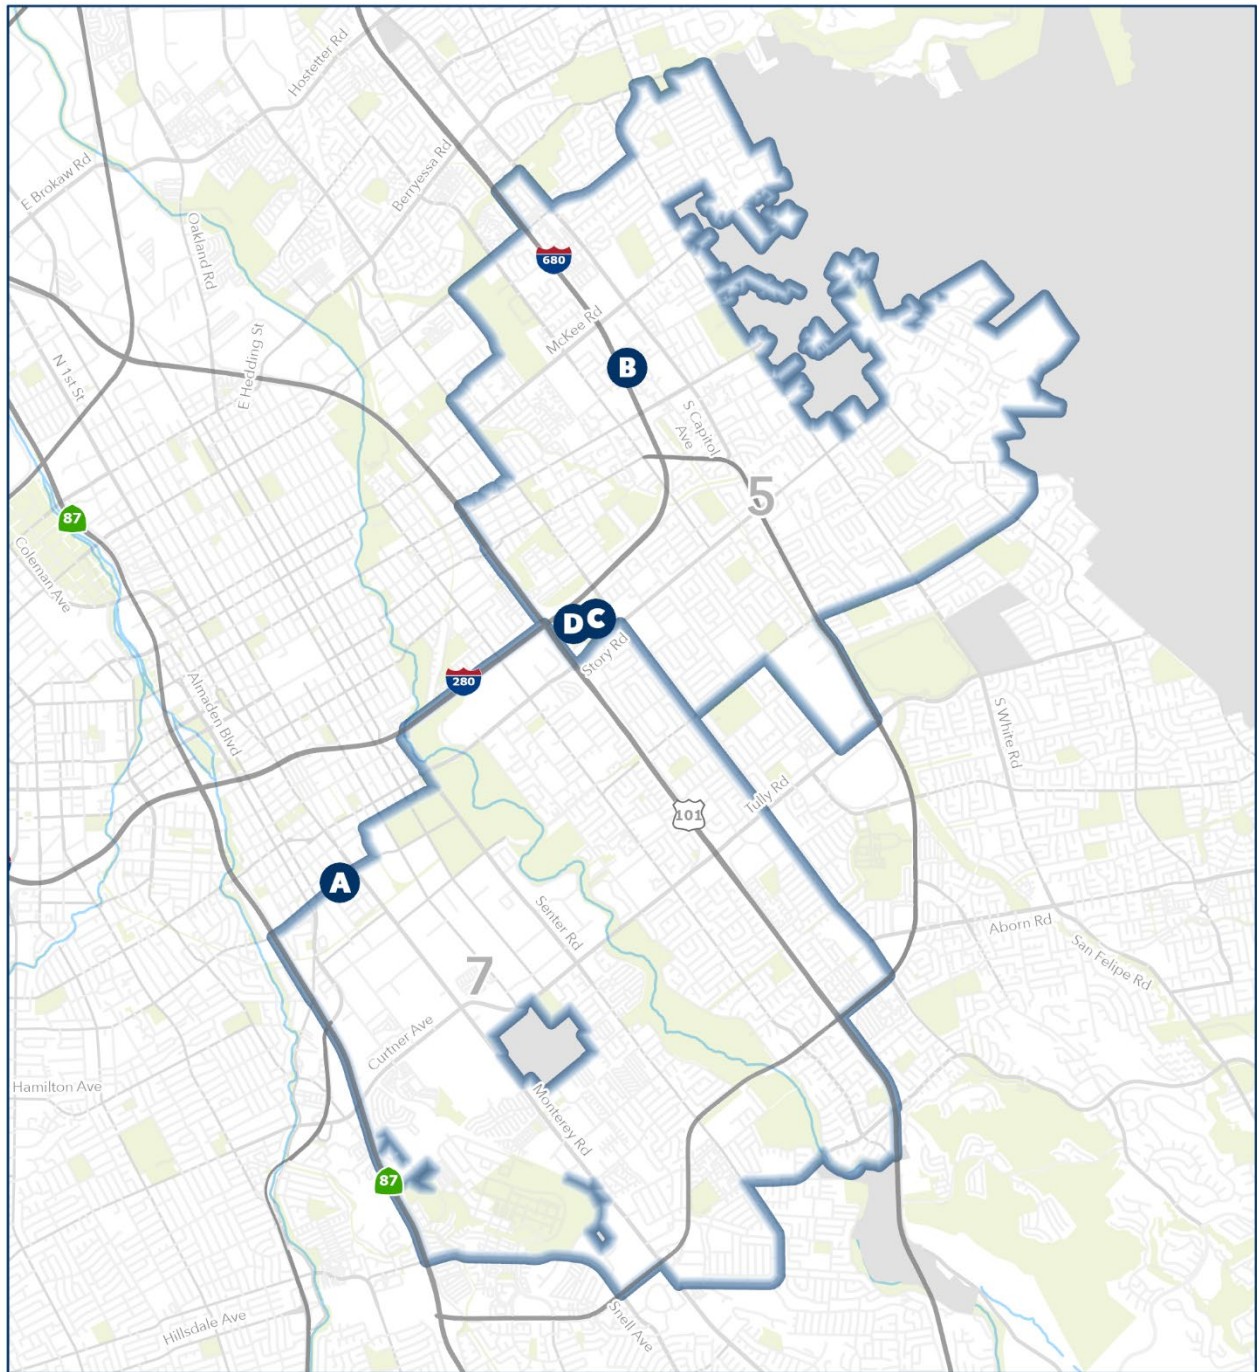 Hostetter Rd
E Brokaw Rd
Berryessa Rd
Oakland Rd
680
McKee Rd
N 1st St
E Hedding St
B
S Capitol
Ave
5
87
Coleman Ave
D
C
Story Rd
280
Almaden Blvd
S White Rd
Tully Rd
101
A
Senter Rd
Aborn Rd
San Felipe Rd
7
Curtner Ave
Hamilton Ave
Monterey Rd
87
Snell Ave
Hillsdale Ave